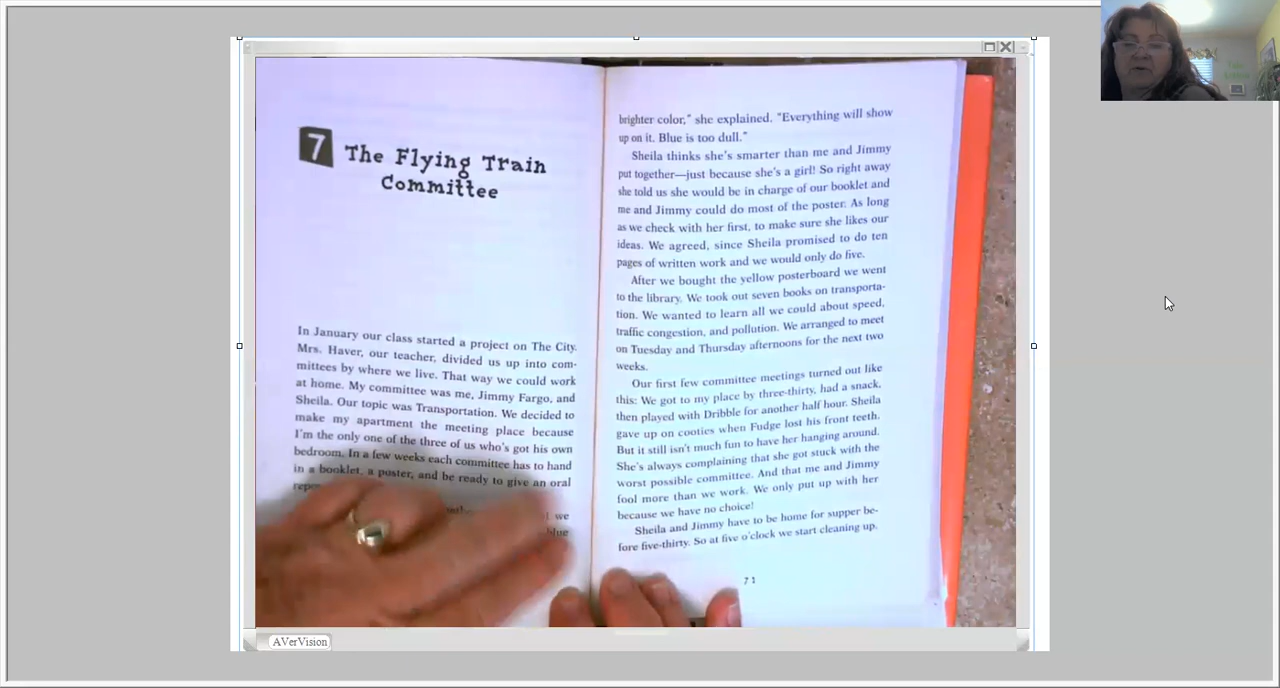 7
The Flying Train
Committee
In January our class started a project on The City.
Mrs. Haver, our teacher, divided us up into com-
mittees by where we live. That way we could work
at home. My committee was me, Jimmy Fargo, and
Sheila. Our topic was Transportation. We decided to
make my apartment the meeting place because
I'm the only one of the three of us who's got his own
bedroom. In a few weeks each committee has to hand
in a booklet, a poster, and be ready to give an oral
we
blue
brighter color," she explained. "Everything will show
up on it. Blue is too dull."
Sheila thinks she's smarter than me and Jimmy
put together—just because she's a girl! So right away
she told us she would be in charge of our booklet and
me and Jimmy could do most of the poster. As long
as we check with her first, to make sure she likes our
ideas. We agreed, since Sheila promised to do ten
pages of written work and we would only do five.
After we bought the yellow posterboard we went
to the library. We took out seven books on transporta-
tion. We wanted to learn all we could about speed,
traffic congestion, and pollution. We arranged to meet
on Tuesday and Thursday afternoons for the next two
weeks.
Our first few committee meetings turned out like
this: We got to my place by three-thirty, had a snack,
then played with Dribble for another half hour. Sheila
gave up on cooties when Fudge lost his front teeth.
But it still isn't much fun to have her hanging around.
She's always complaining that she got stuck with the
worst possible committee. And that me and Jimmy
fool more than we work. We only put up with her
because we have no choice!
Sheila and Jimmy have to be home for supper be-
fore five-thirty. So at five o'clock we start cleaning up.
71
AVerVision